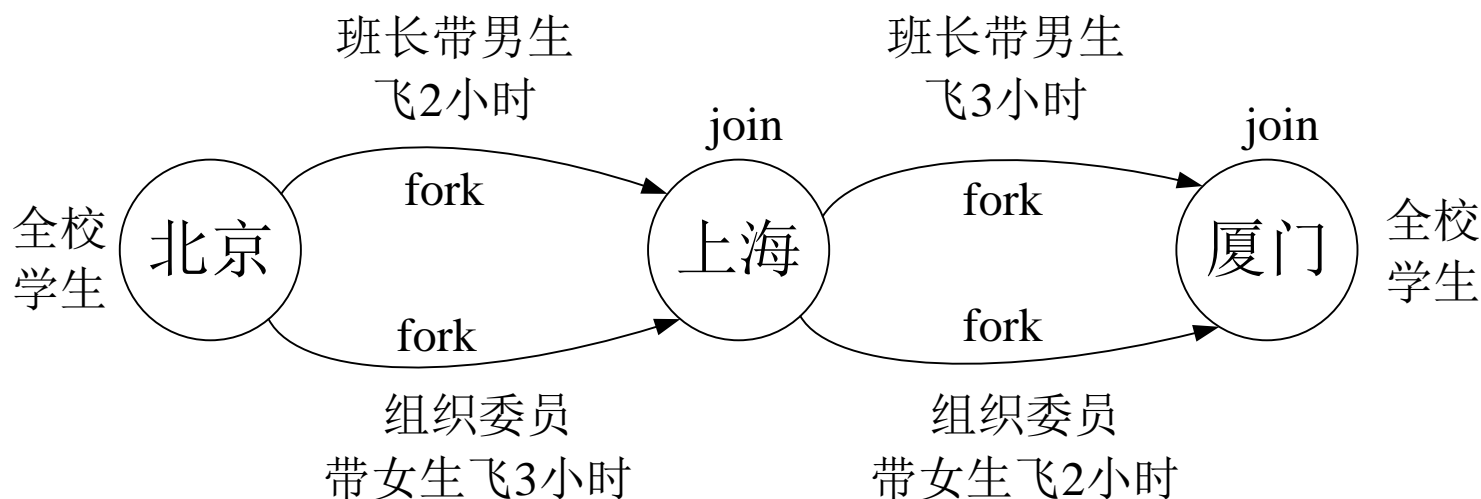 班长带男生
飞2小时
班长带男生
飞3小时
join
join
fork
fork
全校
学生
北京
上海
厦门
全校
学生
fork
fork
组织委员
带女生飞3小时
组织委员
带女生飞2小时